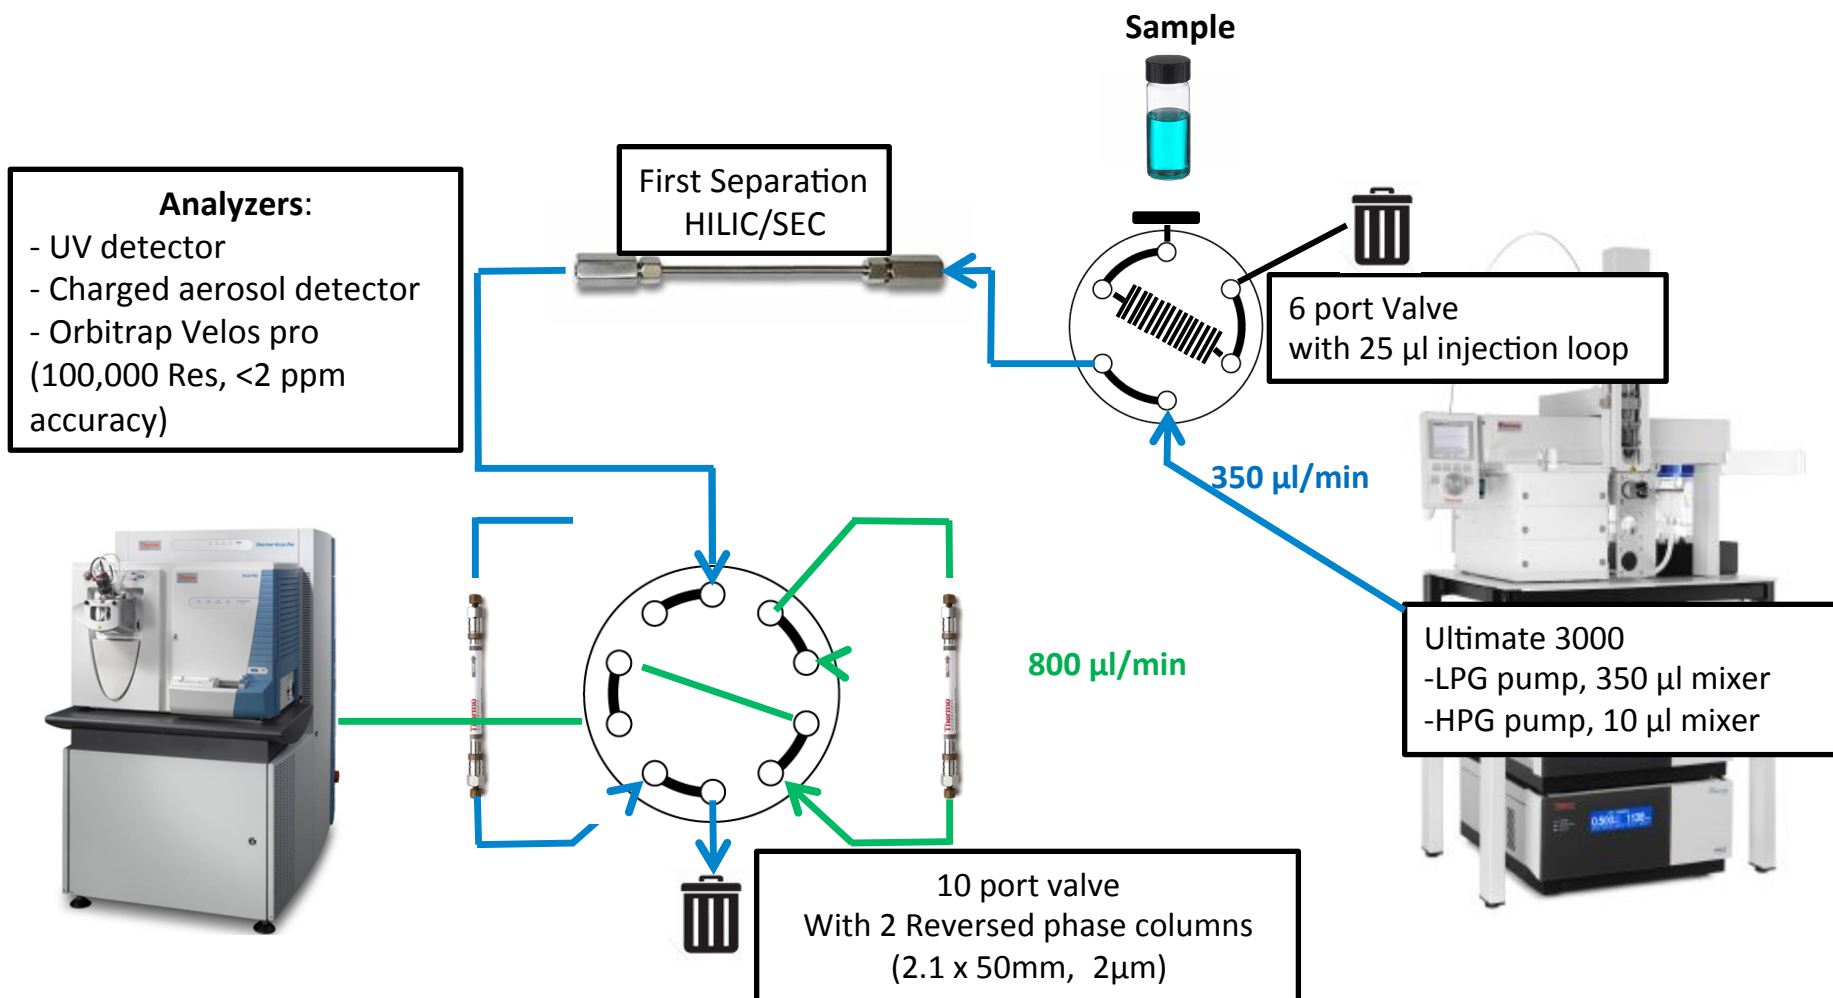 Sample
First Separation
HILIC/SEC
Analyzers:
- UV detector
- Charged aerosol detector
- Orbitrap Velos pro
(100,000 Res, <2 ppm
accuracy)
6 port Valve
with 25 µl injection loop
350 µl/min
800 µl/min
Ultimate 3000
-LPG pump, 350 µl mixer
-HPG pump, 10 µl mixer
10 port valve
With 2 Reversed phase columns
(2.1 x 50mm,  2µm)
Thermo
Thermo